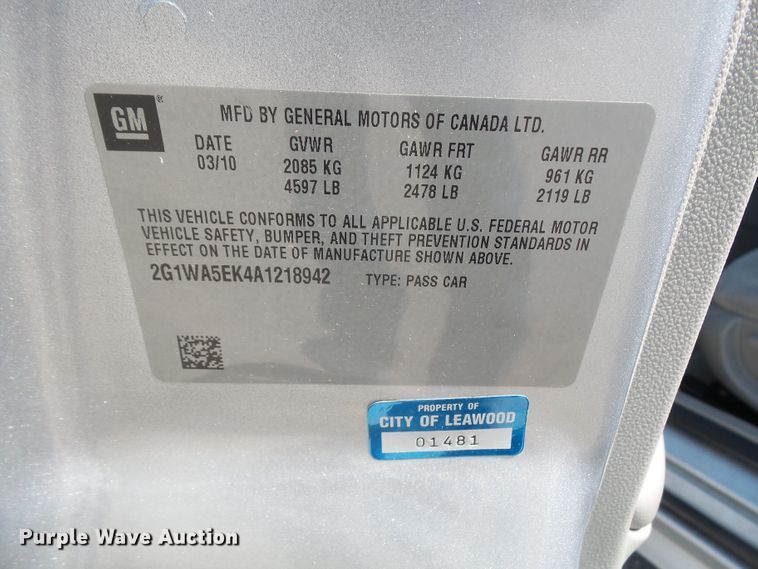 GM
MFD BY GENERAL MOTORS OF CANADA LTD.
DATE GVWR GAWR FRT GAWR RR
03/10 2085 KG 1124 KG 961 KG
4597 LB 2478 LB 2119 LB
THIS VEHICLE CONFORMS TO ALL APPLICABLE U.S. FEDERAL MOTOR
VEHICLE SAFETY, BUMPER, AND THEFT PREVENTION STANDARDS IN
EFFECT ON THE DATE OF MANUFACTURE SHOWN ABOVE.
2G1WA5EK4A1218942 TYPE: PASS CAR
PROPERTY OF
CITY OF LEAWOOD
01481
Purple Wave Auction